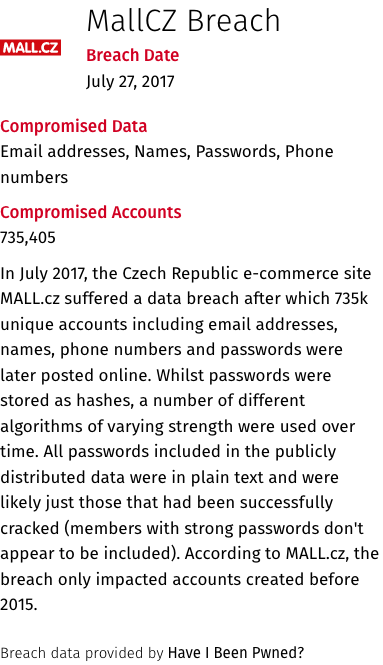 MallCZ Breach
MALL.CZ
Breach Date
July 27, 2017
Compromised Data
Email addresses, Names, Passwords, Phone
numbers
Compromised Accounts
735,405
In July 2017, the Czech Republic e-commerce site
MALL.cz suffered a data breach after which 735k
unique accounts including email addresses,
names, phone numbers and passwords were
later posted online. Whilst passwords were
stored as hashes, a number of different
algorithms of varying strength were used over
time. All passwords included in the publicly
distributed data were in plain text and were
likely just those that had been successfully
cracked (members with strong passwords don't
appear to be included). According to MALL.cz, the
breach only impacted accounts created before
2015.
Breach data provided by Have I Been Pwned?